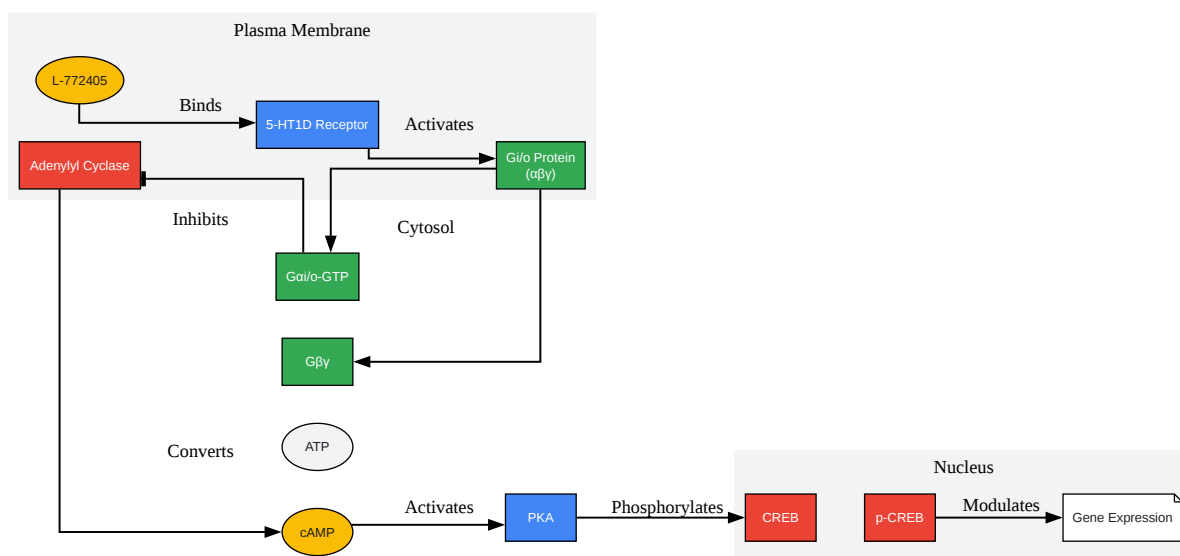 Plasma Membrane
L-772405
Binds
5-HT1D Receptor
Activates
Adenylyl Cyclase
Gi/o Protein
(αβγ)
Inhibits
Cytosol
Gαi/o-GTP
Gβγ
Converts
ATP
Nucleus
cAMP
Activates
PKA
Phosphorylates
CREB
p-CREB
Modulates
Gene Expression